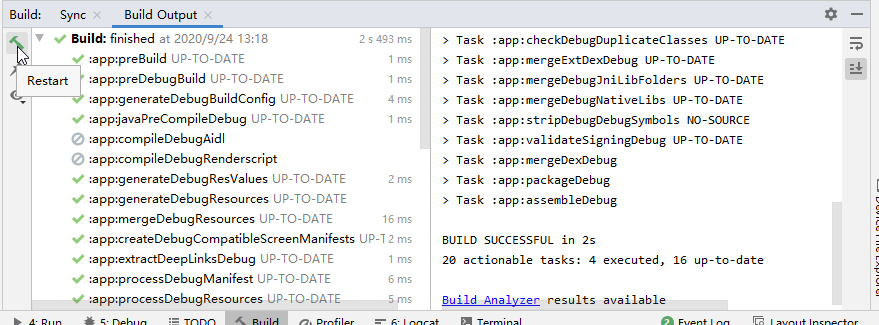 Build: Sync × Build Output ×
Build: finished at 2020/9/24 13:18 2 s 493 ms
:app:preBuild UP-TO-DATE 1 ms
:app:preDebugBuild UP-TO-DATE 1 ms
Restart
:app:generateDebugBuildConfig UP-TO-DATE 4 ms
:app:javaPreCompileDebug UP-TO-DATE 1 ms
:app:compileDebugAidl
:app:compileDebugRenderscript
:app:generateDebugResValues UP-TO-DATE 2 ms
:app:generateDebugResources UP-TO-DATE
:app:mergeDebugResources UP-TO-DATE 16 ms
:app:createDebugCompatibleScreenManifests UP-T 2 ms
:app:extractDeepLinksDebug UP-TO-DATE 1 ms
:app:processDebugManifest UP-TO-DATE 6 ms
:app:processDebugResources UP-TO-DATE 5 ms
> Task :app:checkDebugDuplicateClasses UP-TO-DATE
> Task :app:mergeExtDexDebug UP-TO-DATE
> Task :app:mergeDebugJniLibFolders UP-TO-DATE
> Task :app:mergeDebugNativeLibs UP-TO-DATE
> Task :app:stripDebugDebugSymbols NO-SOURCE
> Task :app:validateSigningDebug UP-TO-DATE
> Task :app:mergeDexDebug
> Task :app:packageDebug
> Task :app:assembleDebug
BUILD SUCCESSFUL in 2s
20 actionable tasks: 4 executed, 16 up-to-date
Build Analyzer results available
Device File Explorer
4: Run 5: Debug TODO Build Profiler 6: Logcat Terminal 2 Event Log Layout Inspector